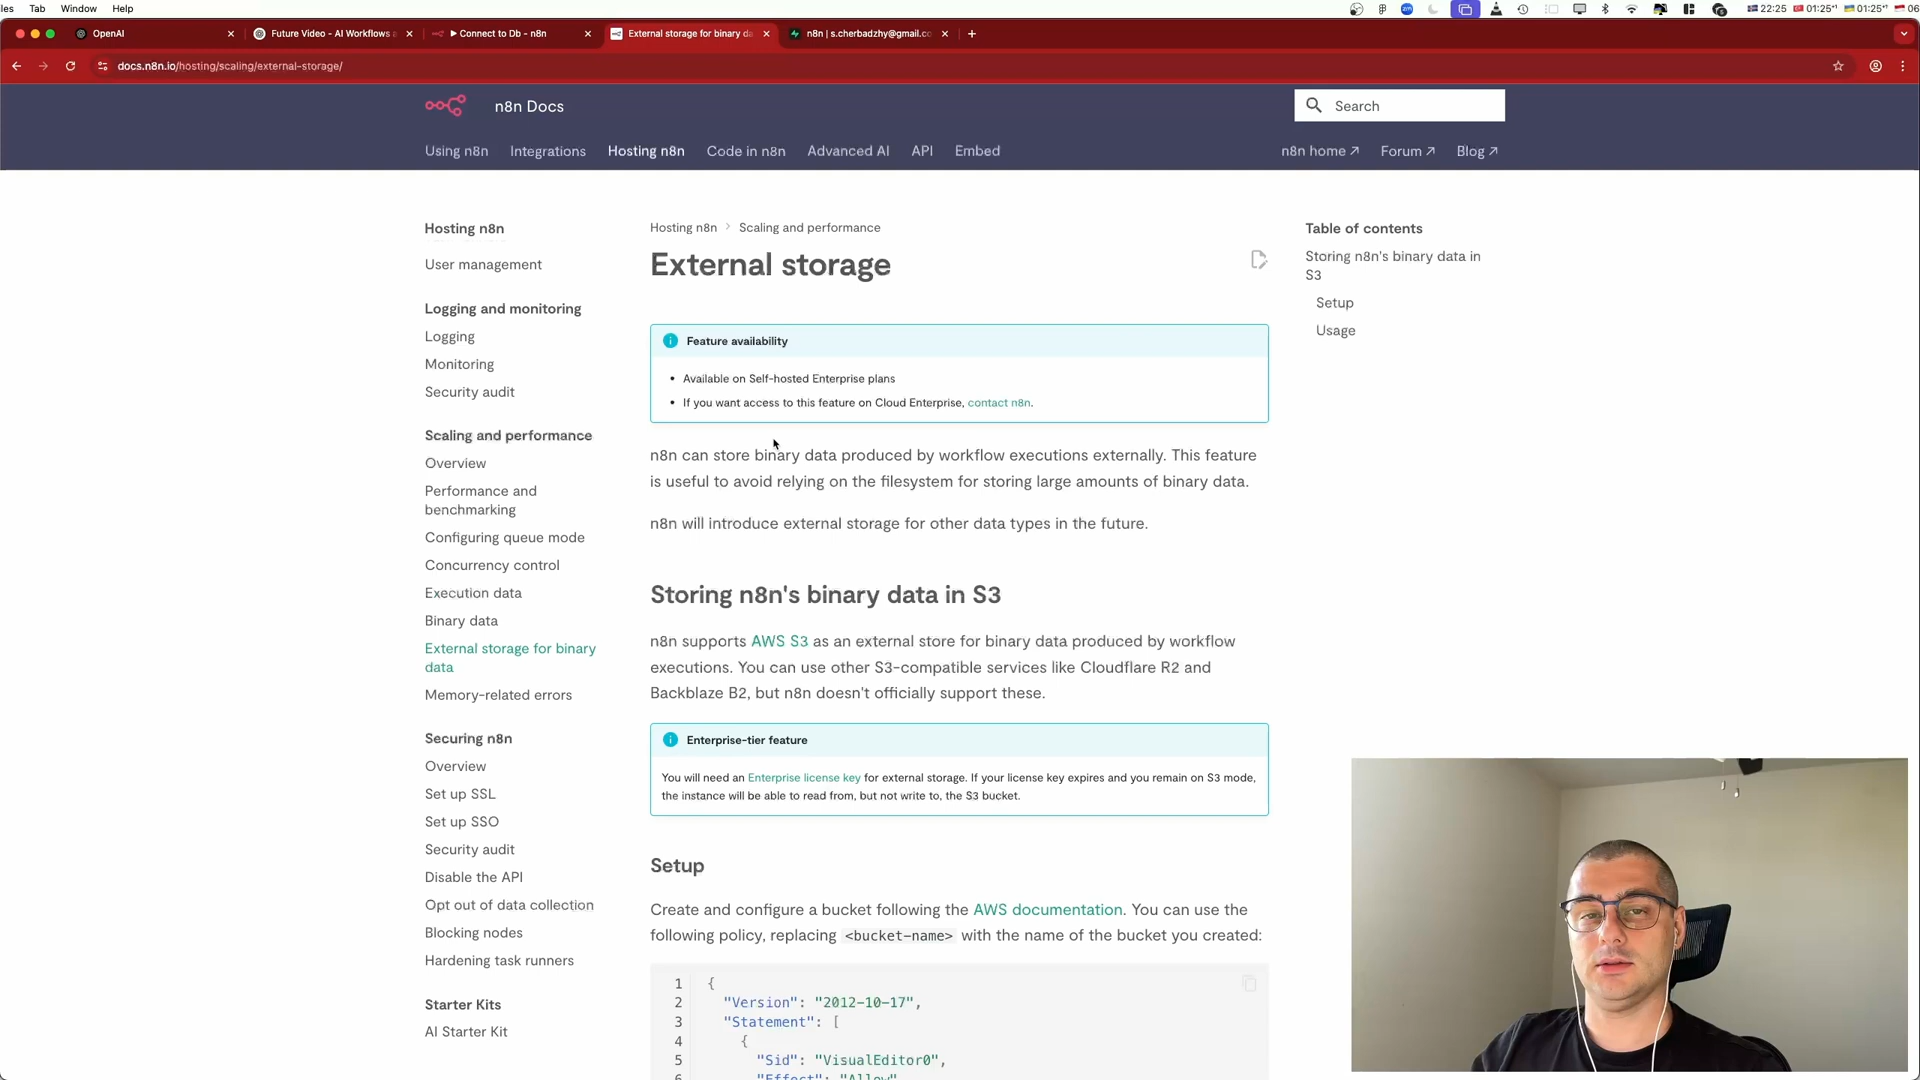 les Tab Window Help
22:25 01:25⁺¹ 01:25⁺¹ 06
OpenAI
Future Video - AI Workflows a
Connect to Db - n8n
External storage for binary da
n8n | s.cherbadzhy@gmail.co
docs.n8n.io/hosting/scaling/external-storage/
n8n Docs
Search
Using n8n Integrations Hosting n8n Code in n8n Advanced AI API Embed
n8n home ↗ Forum ↗ Blog ↗
Hosting n8n
User management
Logging and monitoring
Logging
Monitoring
Security audit
Scaling and performance
Overview
Performance and
benchmarking
Configuring queue mode
Concurrency control
Execution data
Binary data
External storage for binary
data
Memory-related errors
Securing n8n
Overview
Set up SSL
Set up SSO
Security audit
Disable the API
Opt out of data collection
Blocking nodes
Hardening task runners
Starter Kits
AI Starter Kit
Hosting n8n > Scaling and performance
External storage
Feature availability
• Available on Self-hosted Enterprise plans
• If you want access to this feature on Cloud Enterprise, contact n8n.
n8n can store binary data produced by workflow executions externally. This feature
is useful to avoid relying on the filesystem for storing large amounts of binary data.
n8n will introduce external storage for other data types in the future.
Storing n8n's binary data in S3
n8n supports AWS S3 as an external store for binary data produced by workflow
executions. You can use other S3-compatible services like Cloudflare R2 and
Backblaze B2, but n8n doesn't officially support these.
Enterprise-tier feature
You will need an Enterprise license key for external storage. If your license key expires and you remain on S3 mode,
the instance will be able to read from, but not write to, the S3 bucket.
Setup
Create and configure a bucket following the AWS documentation. You can use the
following policy, replacing <bucket-name> with the name of the bucket you created:
1 {
2 "Version": "2012-10-17",
3 "Statement": [
4 {
5 "Sid": "VisualEditor0",
6 "Effect": "Allow",
Table of contents
Storing n8n's binary data in
S3
Setup
Usage